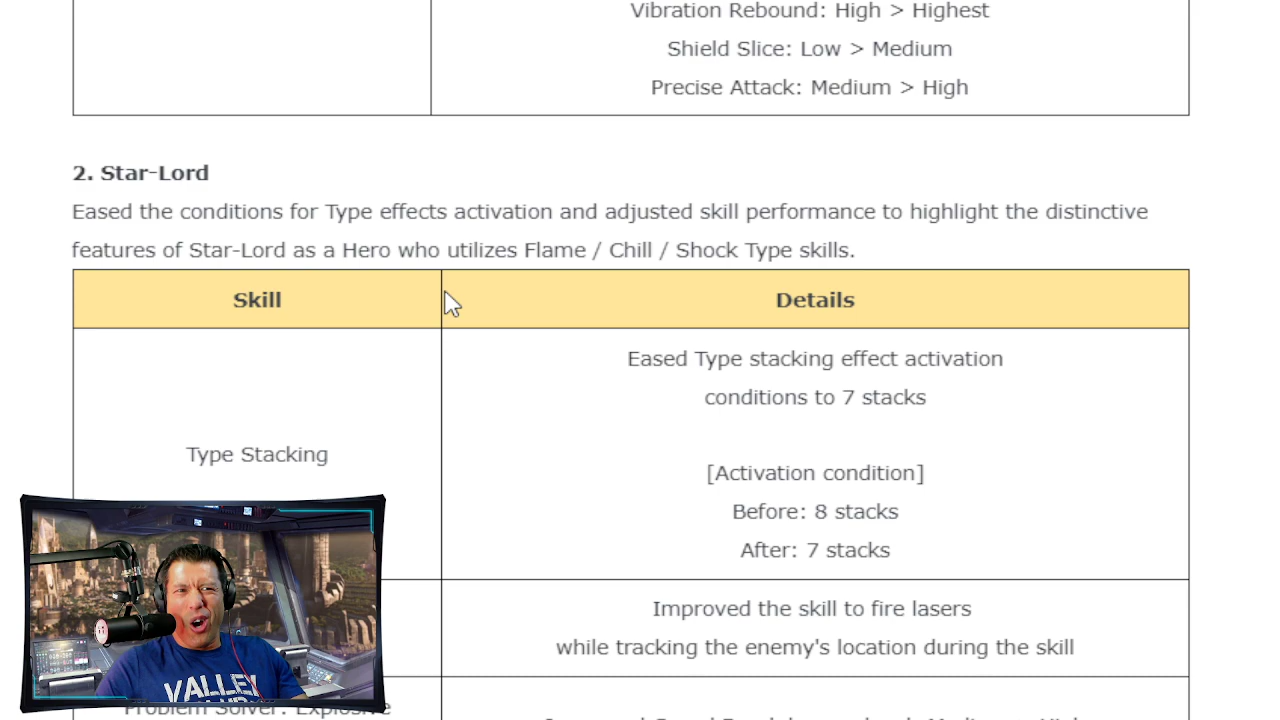 Vibration Rebound: High > Highest
Shield Slice: Low > Medium
Precise Attack: Medium > High
2. Star-Lord
Eased the conditions for Type effects activation and adjusted skill performance to highlight the distinctive
features of Star-Lord as a Hero who utilizes Flame / Chill / Shock Type skills.
Skill
Details
Type Stacking
Eased Type stacking effect activation
conditions to 7 stacks
[Activation condition]
Before: 8 stacks
After: 7 stacks
Improved the skill to fire lasers
while tracking the enemy's location during the skill
Problem Solver: Explosive
VALLEY